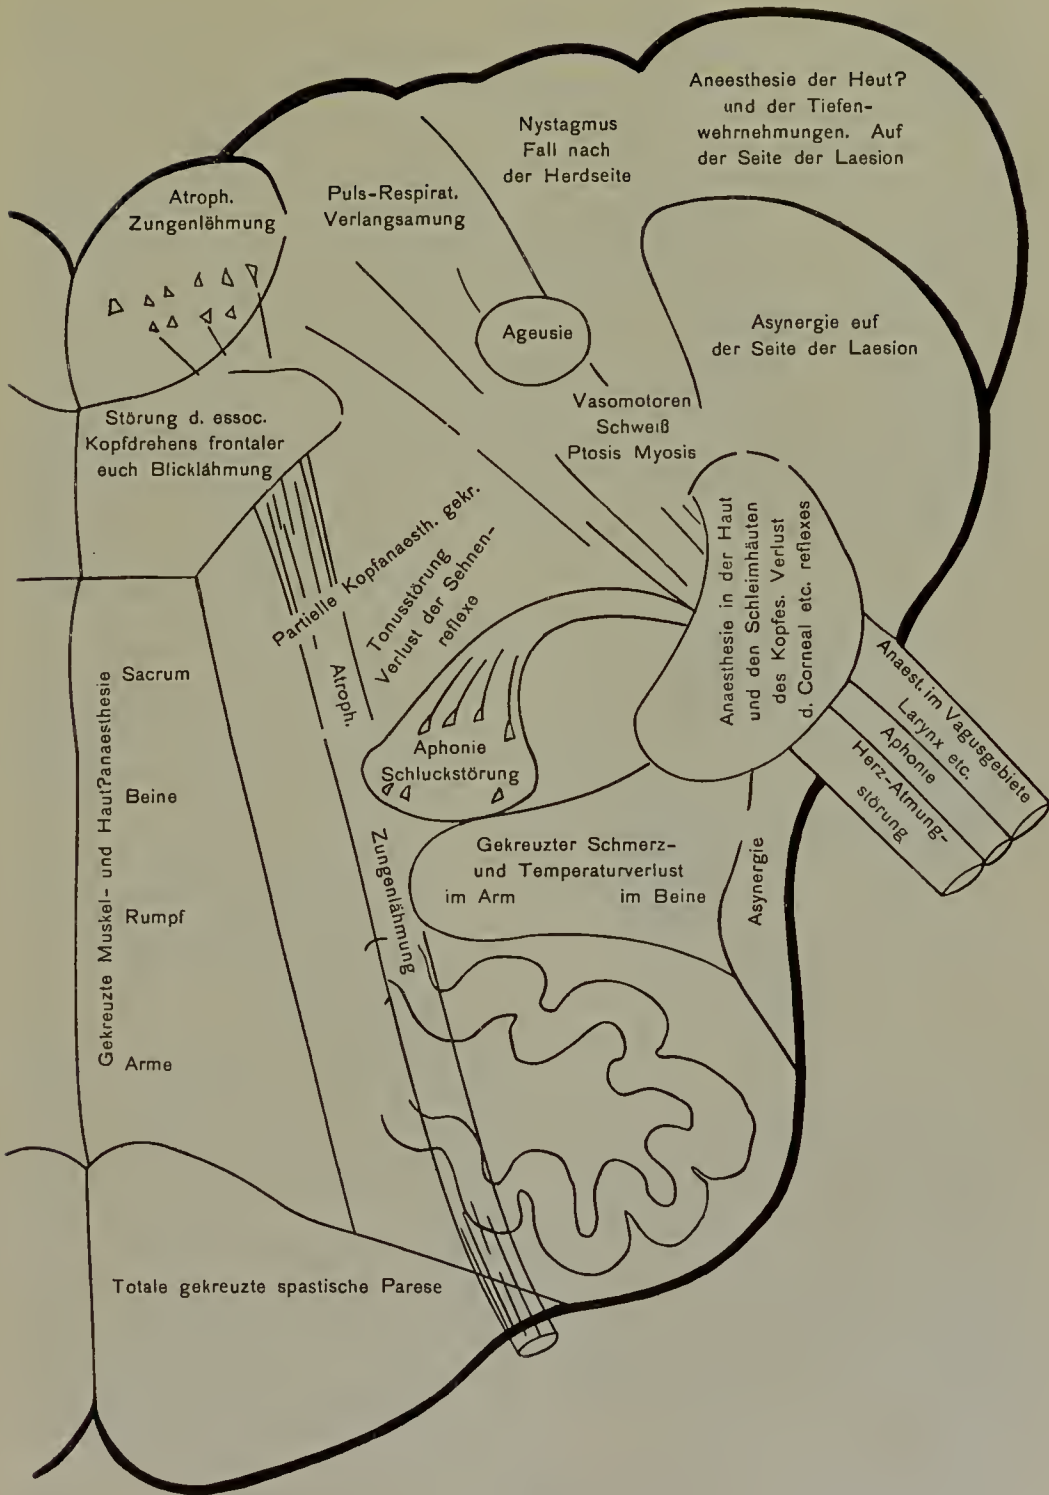 Aneesthesie der Heut?
und der Tiefen-
wehrnehmungen. Auf
der Seite der Laesion
Nystagmus
Fall nach
der Herdseite
Puls-Respirat.
Verlangsamung
Atroph.
Zungenlëhmung
Ageusie
Asynergie euf
der Seite der Laesion
Vasomotoren
Schweiß
Ptosis Myosis
Störung d. essoc.
Kopfdrehens frontaler
euch Blicklähmung
Partielle Kopfanaesth. gekr.
Tonusstörung
Verlust der Sehnen-
reflexe
Atroph.
Zungenlähmung
Anaesthesie in der Haut
und den Schleimhäuten
des Kopfes. Verlust
d. Corneal etc. reflexes
Anaest. im Vagusgebiete
Larynx etc.
Aphonie
Herz-Atmung-
störung
Aphonie
Schluckstörung
Gekreuzter Schmerz-
und Temperaturverlust
im Arm im Beine
Asynergie
Gekreuzte Muskel- und Haut?anaesthesie
Sacrum
Beine
Rumpf
Arme
Totale gekreuzte spastische Parese